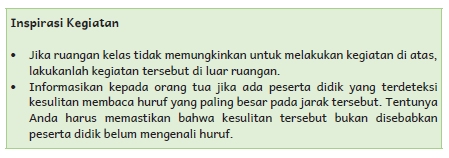 Inspirasi Kegiatan
• Jika ruangan kelas tidak memungkinkan untuk melakukan kegiatan di atas,
lakukanlah kegiatan tersebut di luar ruangan.
• Informasikan kepada orang tua jika ada peserta didik yang terdeteksi
kesulitan membaca huruf yang paling besar pada jarak tersebut. Tentunya
Anda harus memastikan bahwa kesulitan tersebut bukan disebabkan
peserta didik belum mengenali huruf.